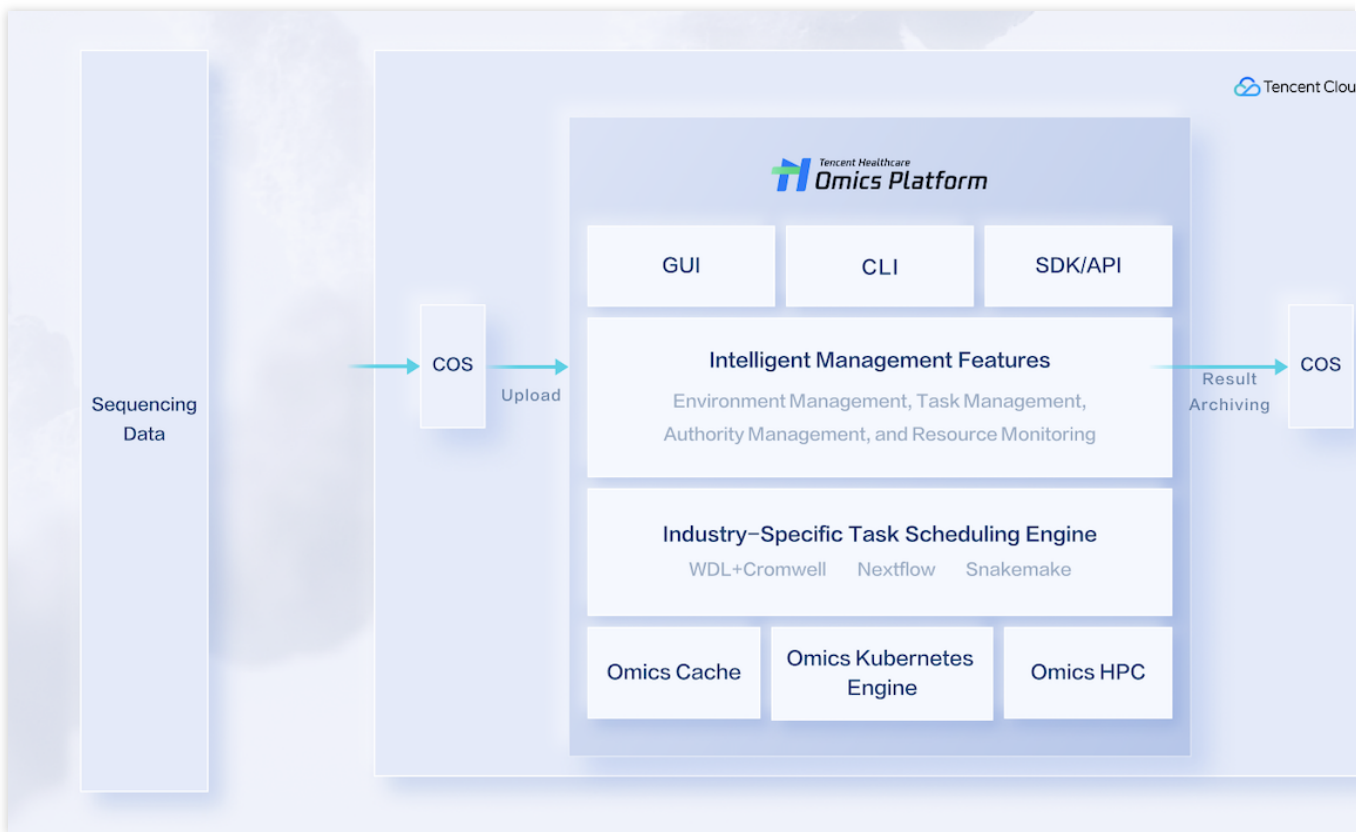 Tencent Clou
Tencent Healthcare
Omics Platform
GUI
CLI
SDK/API
COS
Upload
Intelligent Management Features
Environment Management, Task Management,
Authority Management, and Resource Monitoring
Result
Archiving
COS
Sequencing
Data
Industry-Specific Task Scheduling Engine
WDL+Cromwell Nextflow Snakemake
Omics Cache
Omics Kubernetes
Engine
Omics HPC